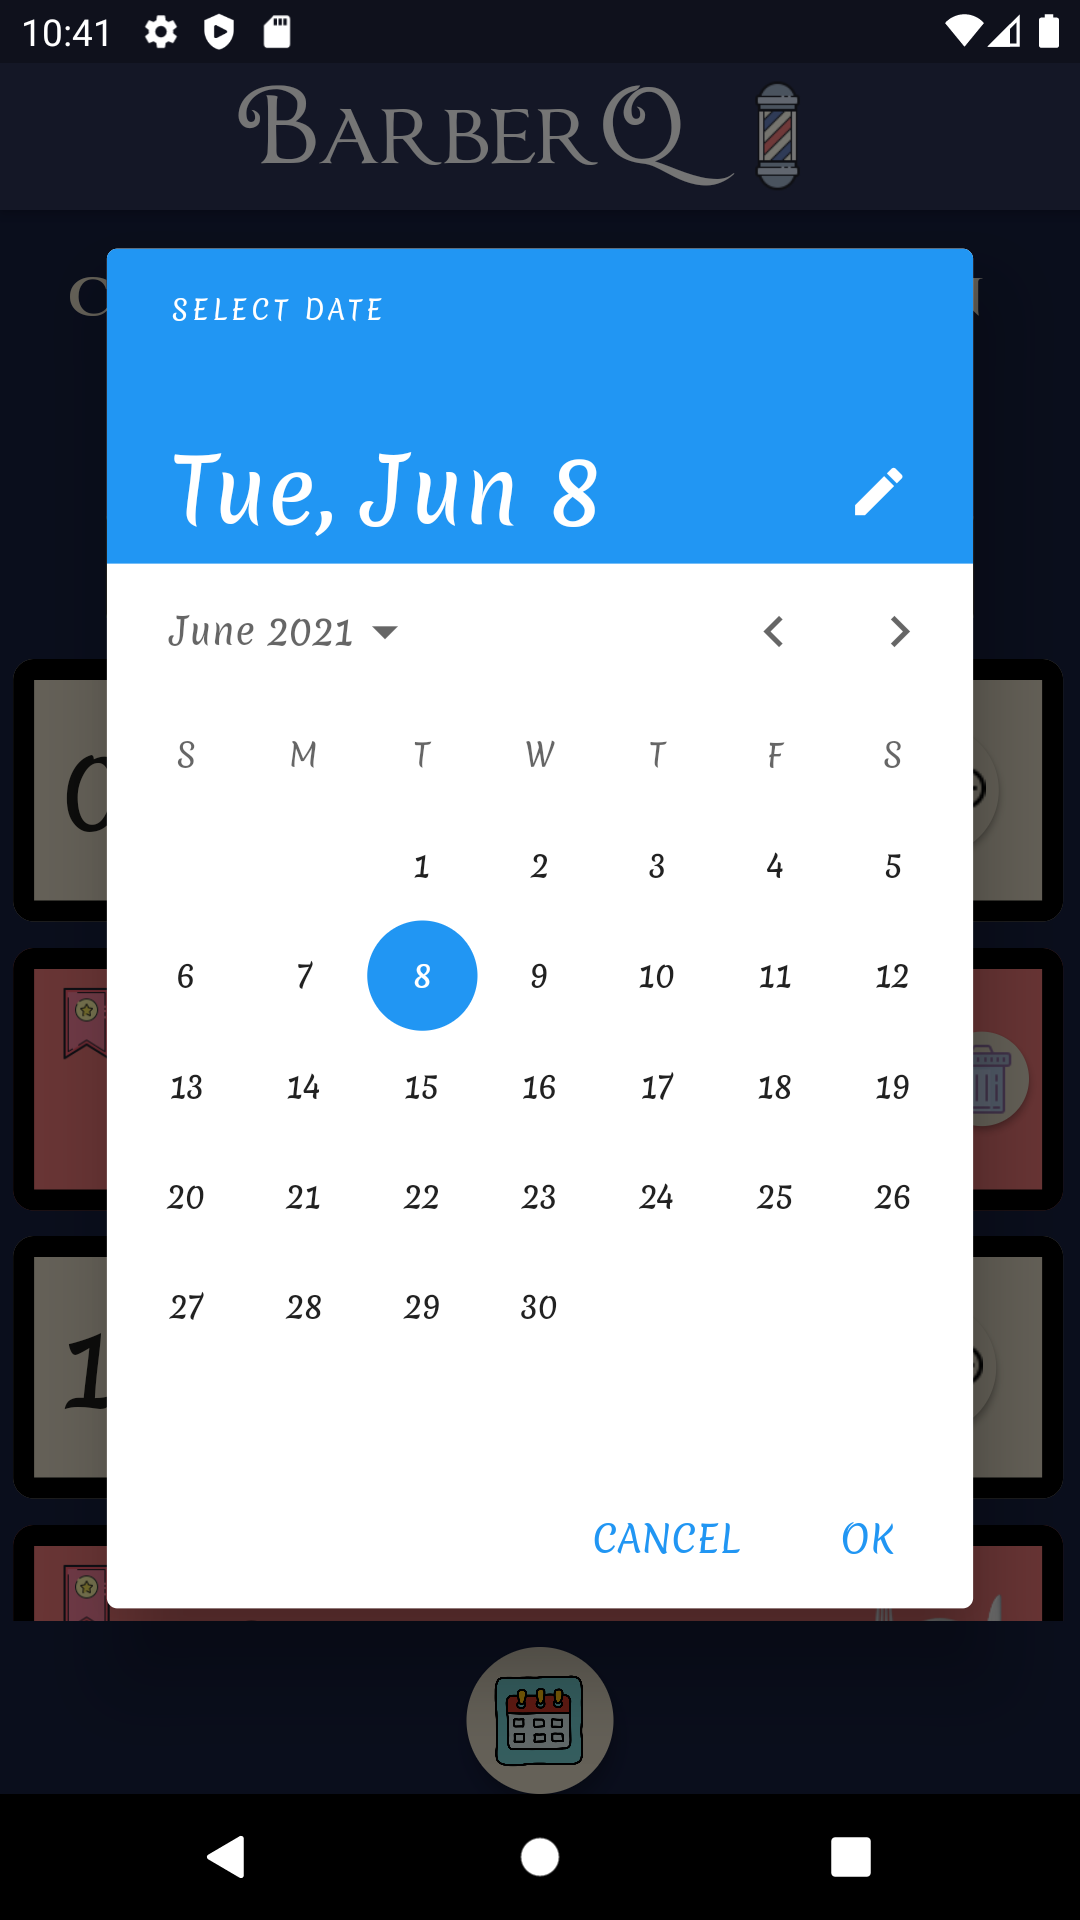 10:41
BARBERQ
SELECT DATE
Tue, Jun 8
June 2021
S M T W T F S
1 2 3 4 5
6 7 8 9 10 11 12
13 14 15 16 17 18 19
20 21 22 23 24 25 26
27 28 29 30
CANCEL OK